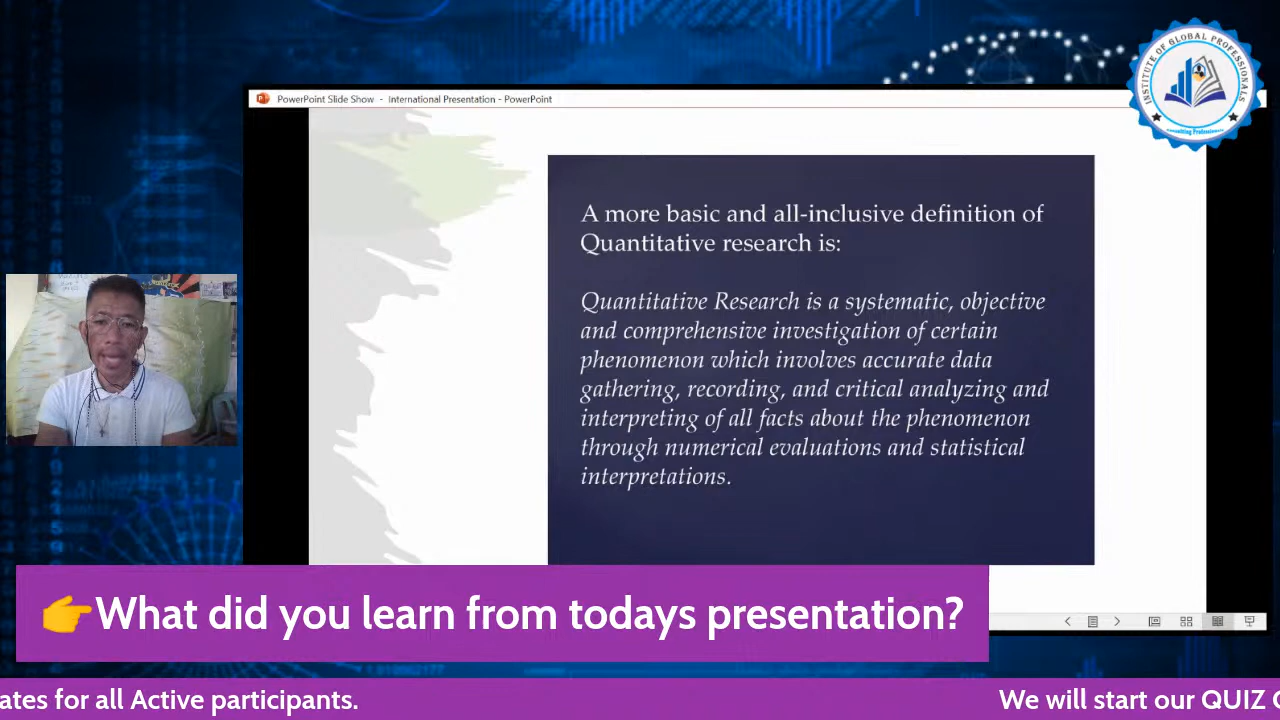 INSTITUTE OF GLOBAL PROFESSIONALS
Consulting Professionals
PowerPoint Slide Show - International Presentation - PowerPoint
A more basic and all-inclusive definition of
Quantitative research is:
Quantitative Research is a systematic, objective
and comprehensive investigation of certain
phenomenon which involves accurate data
gathering, recording, and critical analyzing and
interpreting of all facts about the phenomenon
through numerical evaluations and statistical
interpretations.
👉What did you learn from todays presentation?
ates for all Active participants.
We will start our QUIZ